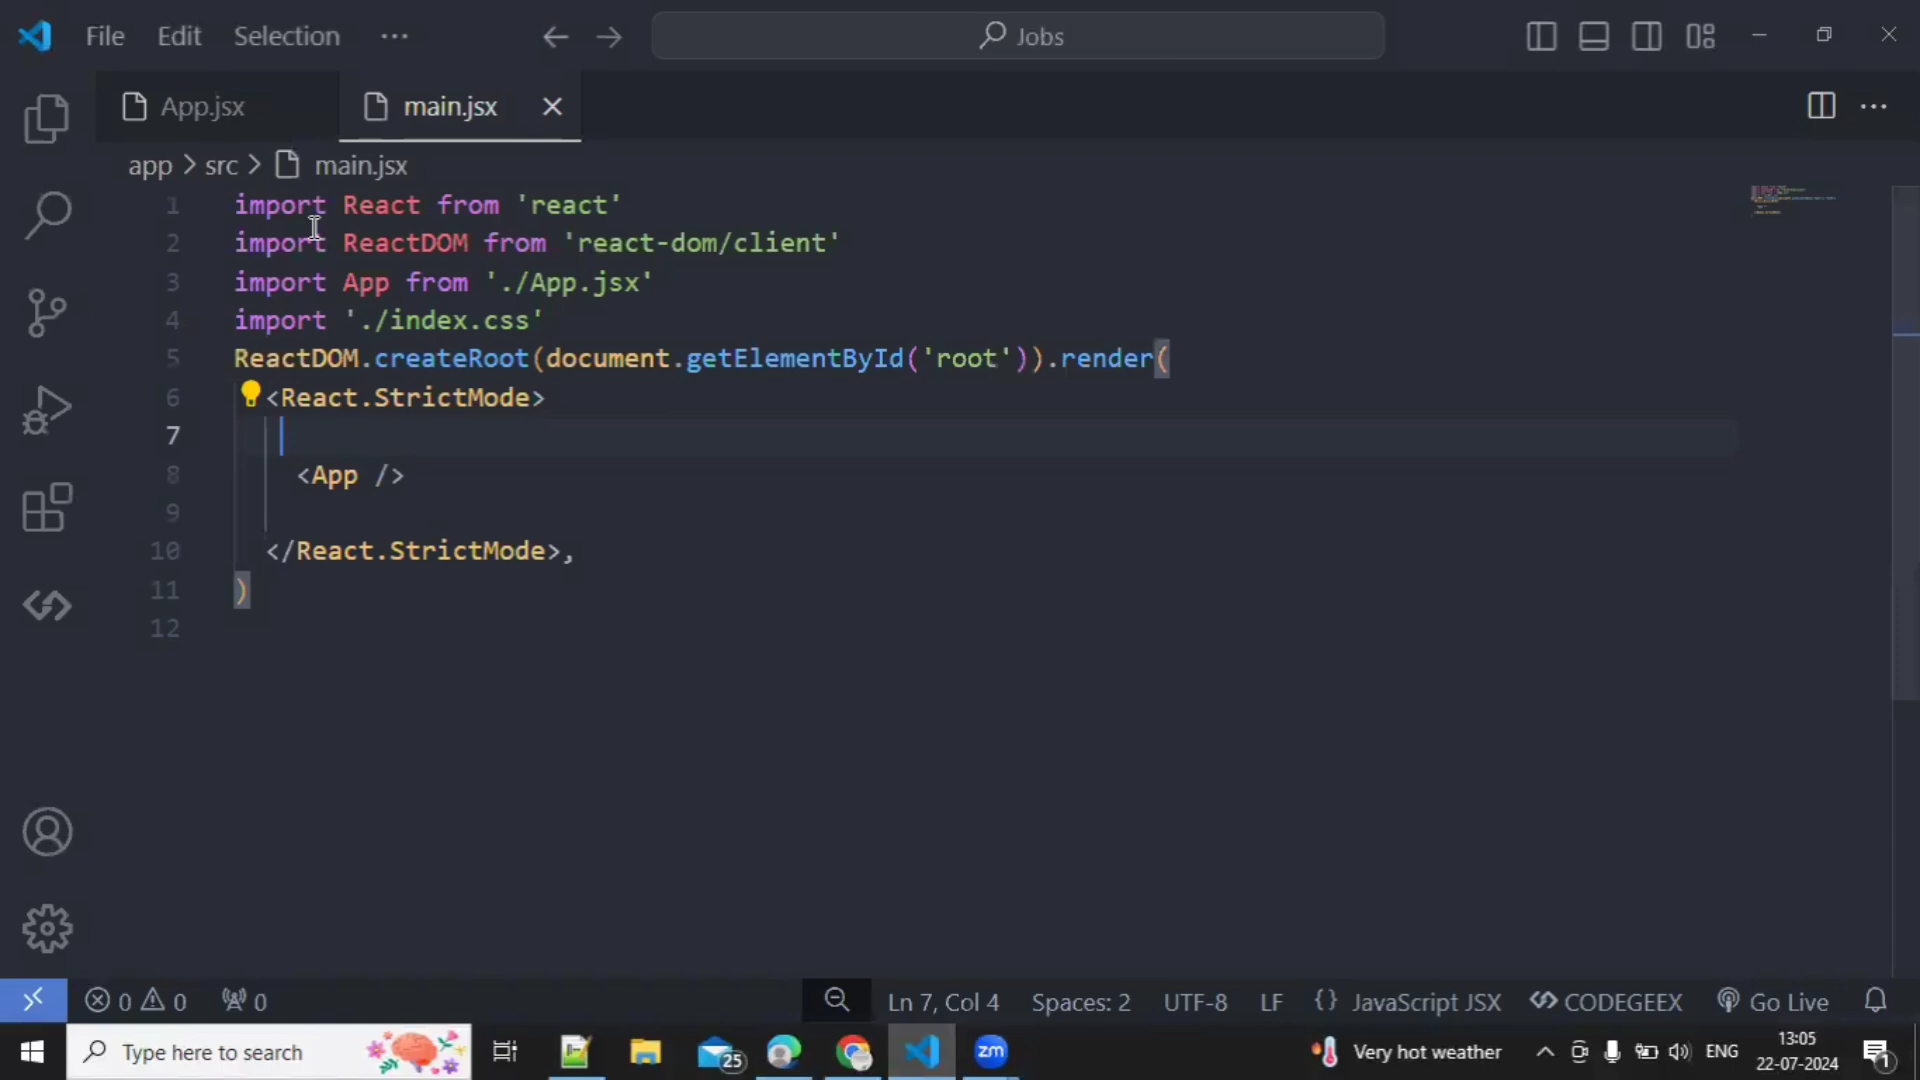 File Edit Selection ··· Jobs
App.jsx main.jsx
app > src > main.jsx
1 import React from 'react'
2 import ReactDOM from 'react-dom/client'
3 import App from './App.jsx'
4 import './index.css'
5 ReactDOM.createRoot(document.getElementById('root')).render(
6 <React.StrictMode>
7
8 <App />
9
10 </React.StrictMode>,
11 )
12
0 0 0 Ln 7, Col 4 Spaces: 2 UTF-8 LF {} JavaScript JSX CODEGEEX Go Live
Type here to search 25 zm Very hot weather ENG 13:05 1
22-07-2024